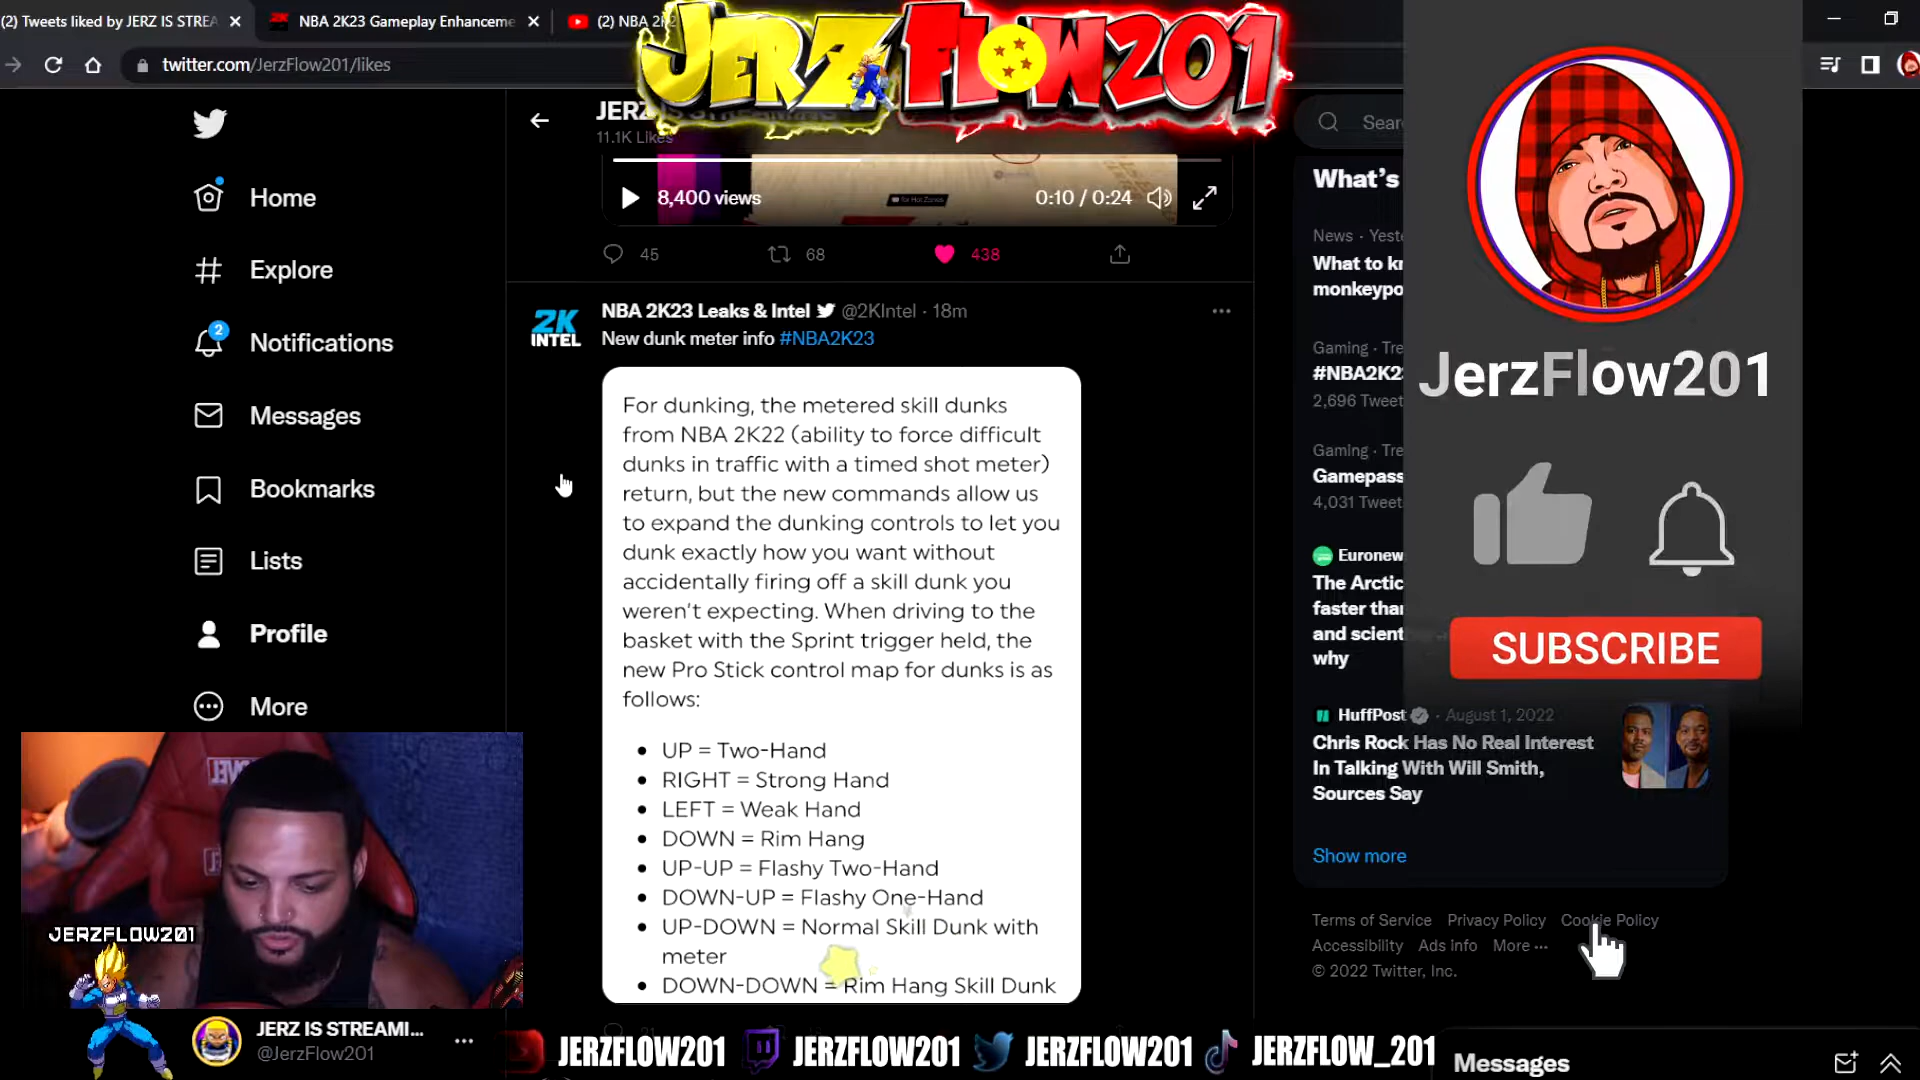 (2) Tweets liked by JERZ IS STREA
NBA 2K23 Gameplay Enhanceme
(2) NBA 2K2
twitter.com/JerzFlow201/likes
JERZFLOW201
JERZ
11.1K Likes
Sear
Home
Explore
2
Notifications
Messages
Bookmarks
Lists
Profile
More
8,400 views
0:10 / 0:24
45
68
438
2K
INTEL
NBA 2K23 Leaks & Intel @2KIntel · 18m
New dunk meter info #NBA2K23
For dunking, the metered skill dunks
from NBA 2K22 (ability to force difficult
dunks in traffic with a timed shot meter)
return, but the new commands allow us
to expand the dunking controls to let you
dunk exactly how you want without
accidentally firing off a skill dunk you
weren't expecting. When driving to the
basket with the Sprint trigger held, the
new Pro Stick control map for dunks is as
follows:
• UP = Two-Hand
• RIGHT = Strong Hand
• LEFT = Weak Hand
• DOWN = Rim Hang
• UP-UP = Flashy Two-Hand
• DOWN-UP = Flashy One-Hand
• UP-DOWN = Normal Skill Dunk with
meter
• DOWN-DOWN = Rim Hang Skill Dunk
What's
News · Yeste
What to kn
monkeypo
Gaming · Tre
#NBA2K23
2,696 Tweet
Gaming · Tre
Gamepass
4,031 Tweet
Euronew
The Arctic
faster than
and scient
why
HuffPost · August 1, 2022
Chris Rock Has No Real Interest
In Talking With Will Smith,
Sources Say
Show more
Terms of Service Privacy Policy Cookie Policy
Accessibility Ads info More ···
© 2022 Twitter, Inc.
JerzFlow201
SUBSCRIBE
JERZFLOW201
JERZ IS STREAMI...
@JerzFlow201
JERZFLOW201
JERZFLOW201
JERZFLOW201
JERZFLOW_201
Messages